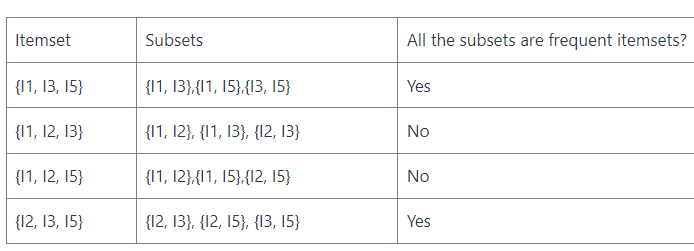 Itemset Subsets All the subsets are frequent itemsets?
{I1, I3, I5} {I1, I3},{I1, I5},{I3, I5} Yes
{I1, I2, I3} {I1, I2}, {I1, I3}, {I2, I3} No
{I1, I2, I5} {I1, I2},{I1, I5},{I2, I5} No
{I2, I3, I5} {I2, I3}, {I2, I5}, {I3, I5} Yes